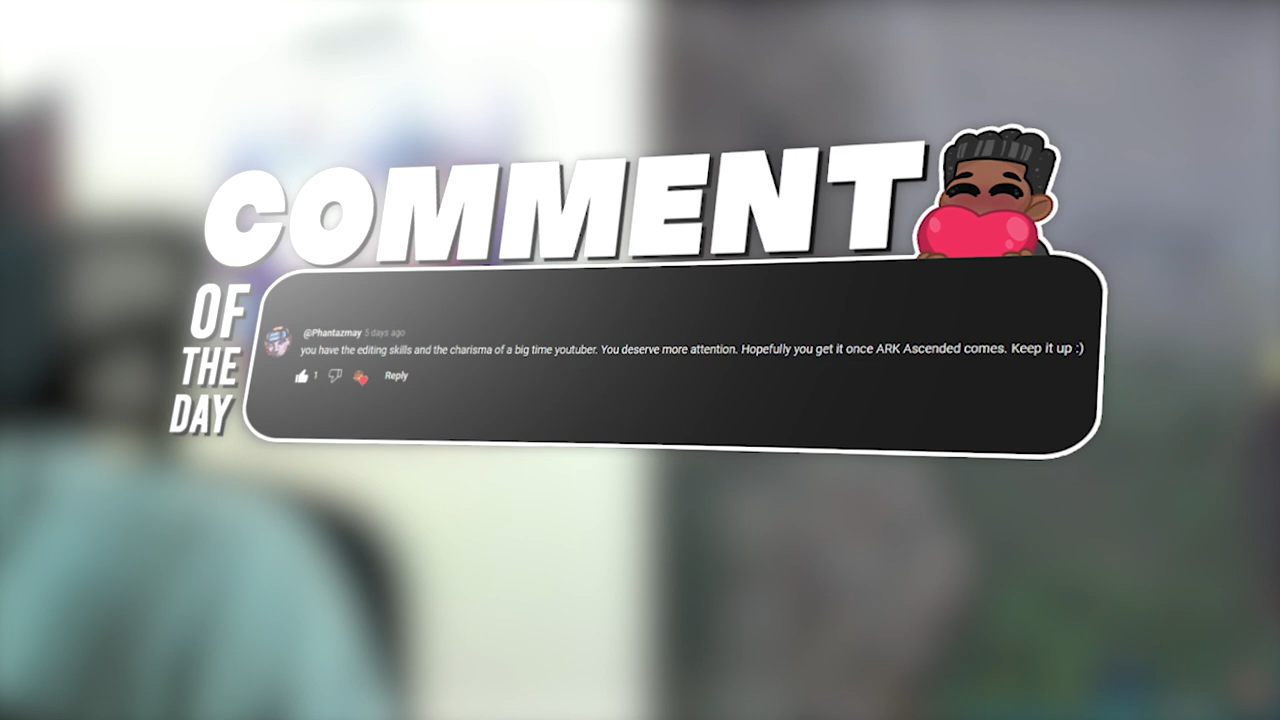 COMMENT
OF
THE
DAY
@Phantazmay 5 days ago
you have the editing skills and the charisma of a big time youtuber. You deserve more attention. Hopefully you get it once ARK Ascended comes. Keep it up :)
1 Reply